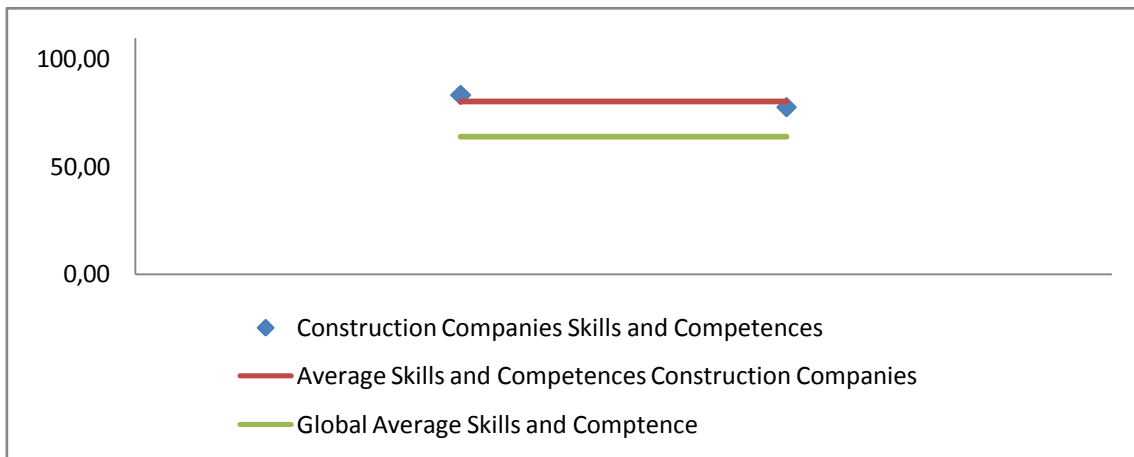 100,00
50,00
0,00
Construction Companies Skills and Competences
Average Skills and Competences Construction Companies
Global Average Skills and Comptence